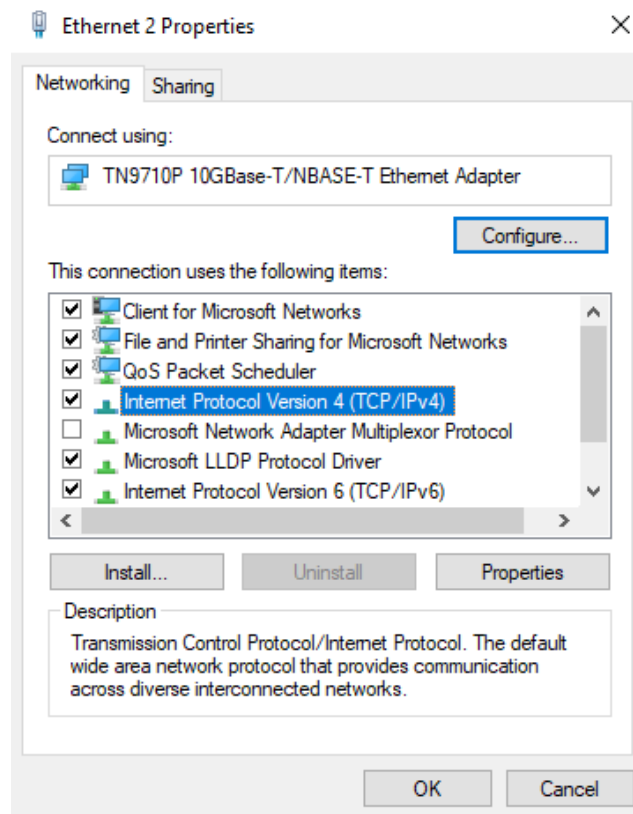 Ethernet 2 Properties
Networking
Sharing
Connect using:
TN9710P 10GBase-T/NBASE-T Ethernet Adapter
Configure...
This connection uses the following items:
Client for Microsoft Networks
File and Printer Sharing for Microsoft Networks
QoS Packet Scheduler
Internet Protocol Version 4 (TCP/IPv4)
Microsoft Network Adapter Multiplexor Protocol
Microsoft LLDP Protocol Driver
Internet Protocol Version 6 (TCP/IPv6)
Install...
Uninstall
Properties
Description
Transmission Control Protocol/Internet Protocol. The default
wide area network protocol that provides communication
across diverse interconnected networks.
OK
Cancel